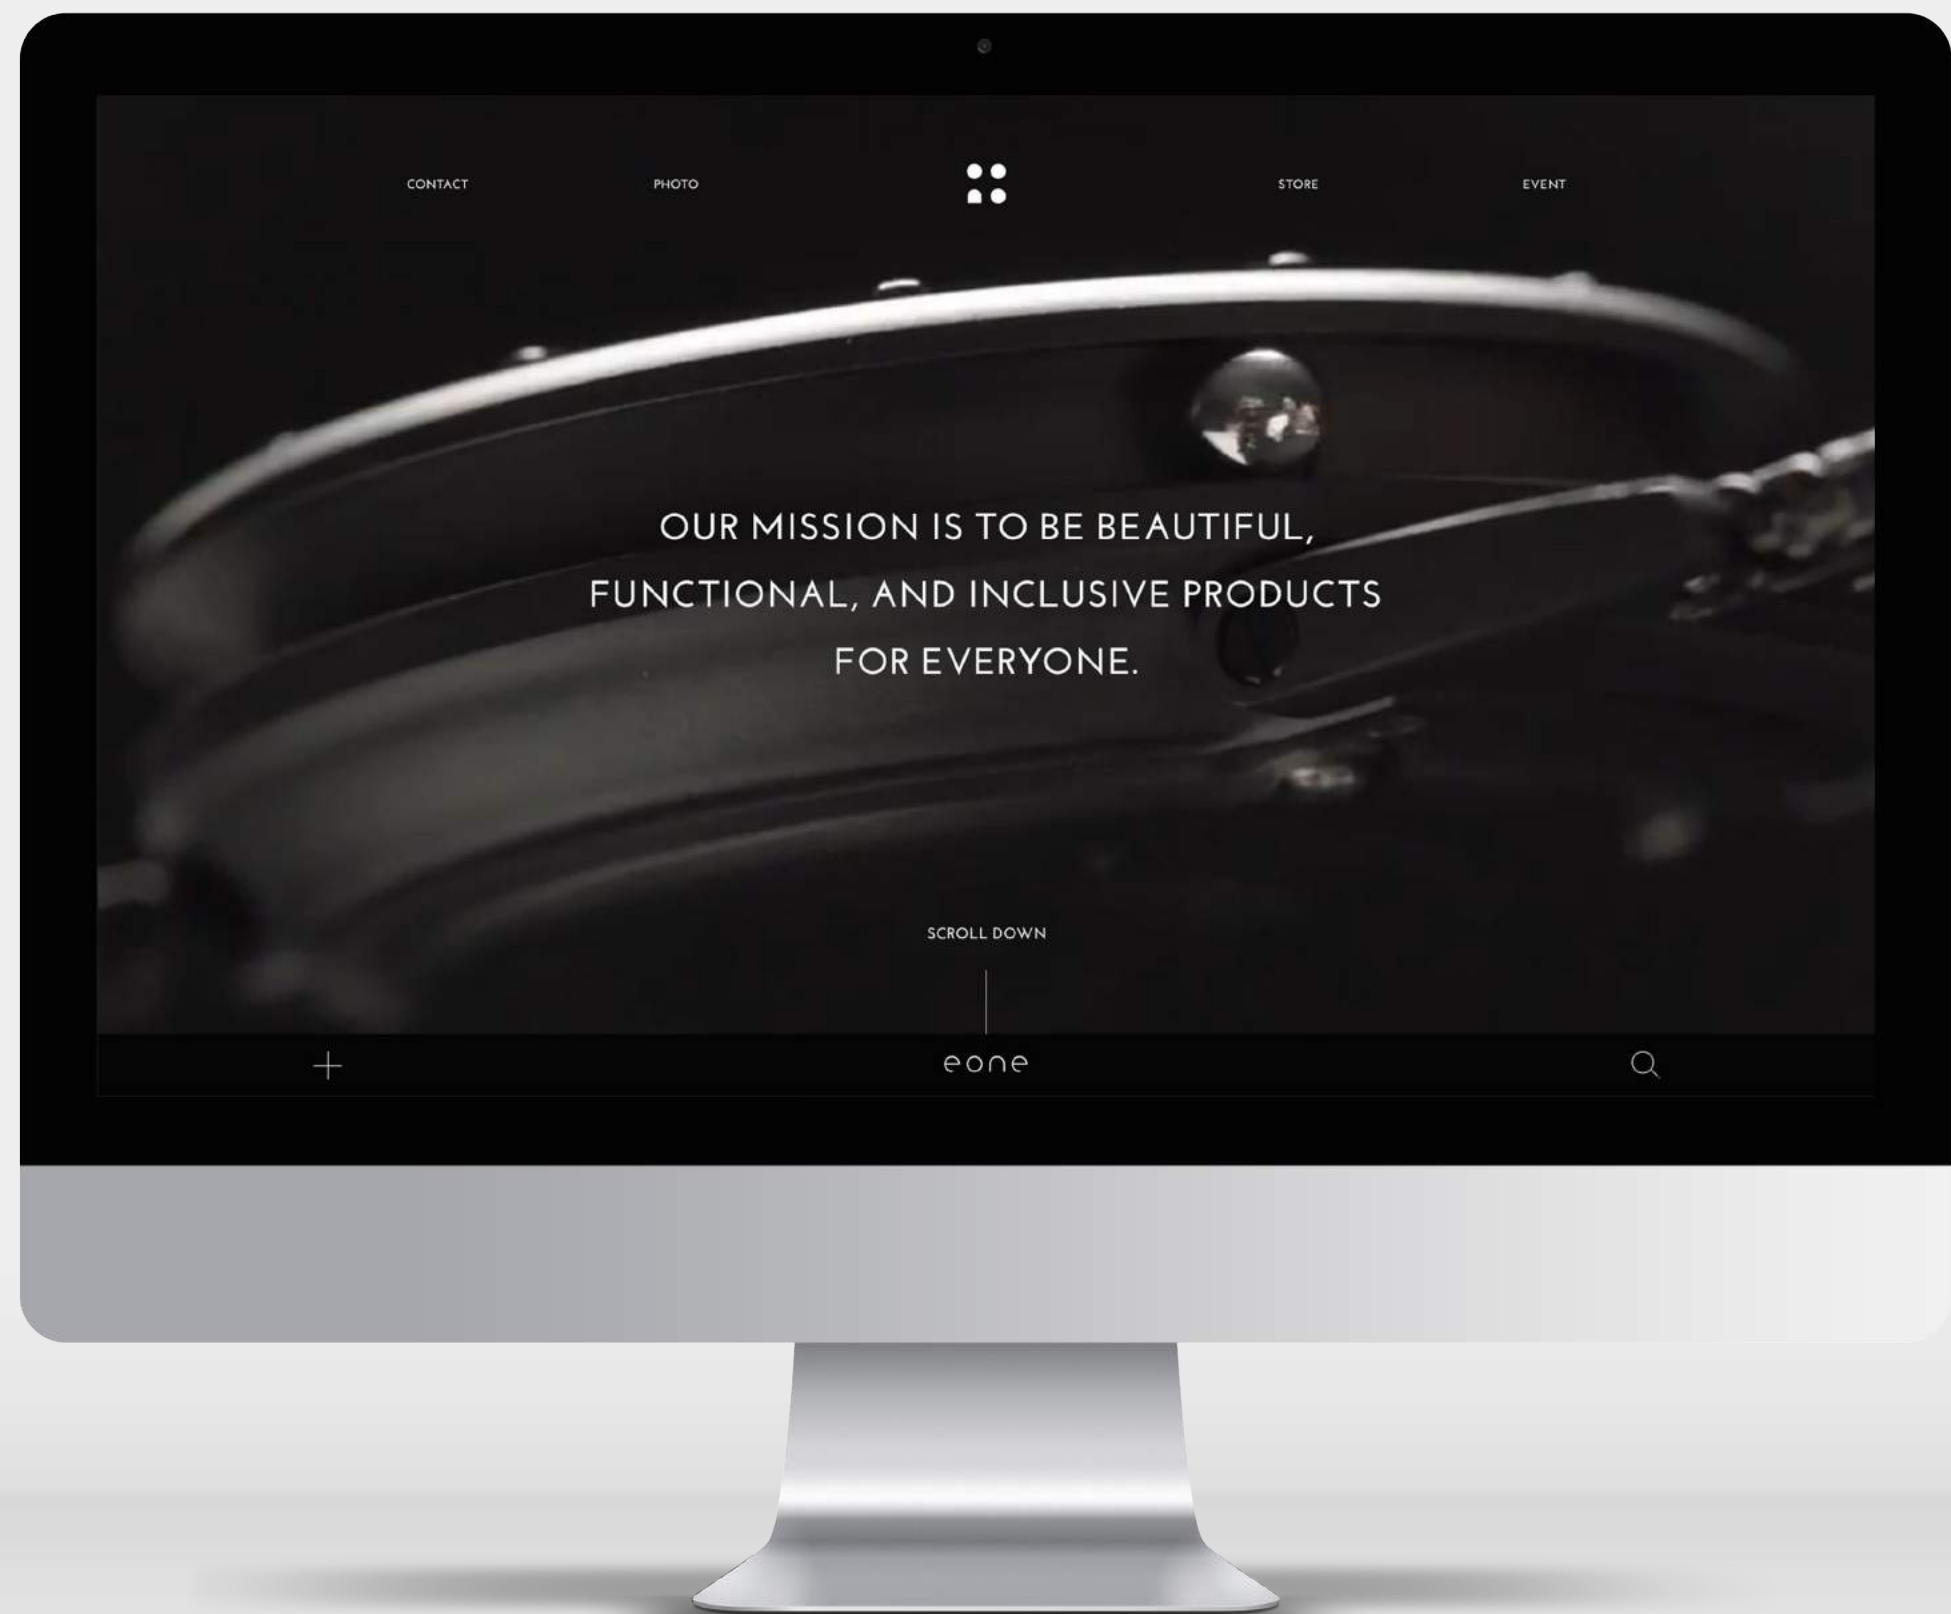 CONTACT
PHOTO
STORE
EVENT
OUR MISSION IS TO BE BEAUTIFUL,
FUNCTIONAL, AND INCLUSIVE PRODUCTS
FOR EVERYONE.
SCROLL DOWN
eone